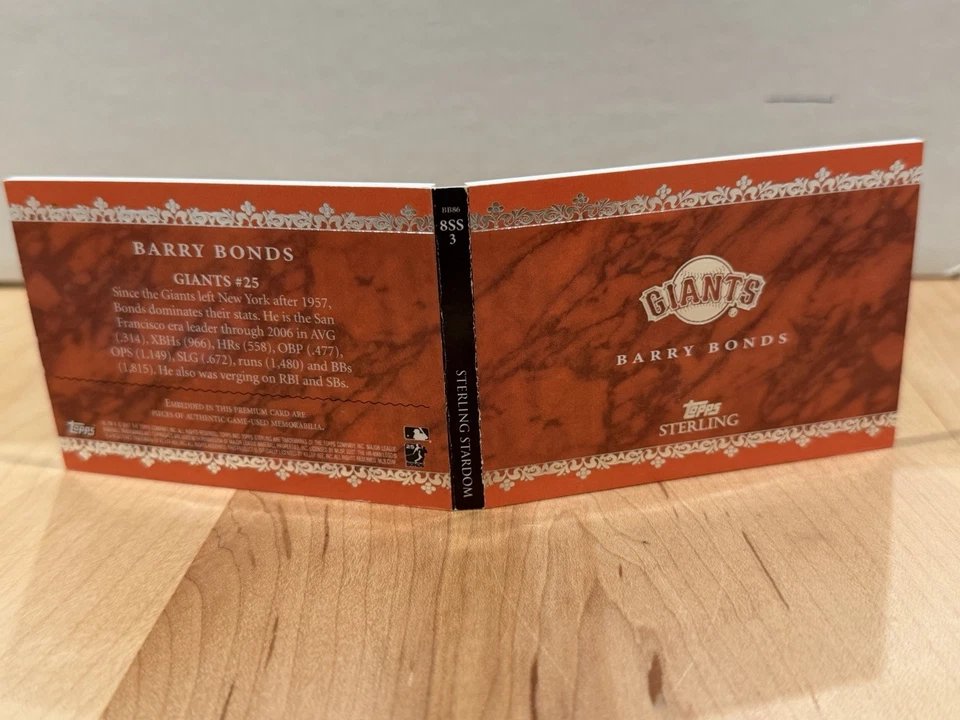 BARRY BONDS
GIANTS #25
Since the Giants left New York after 1957,
Bonds dominates their stats. He is the San
Francisco era leader through 2006 in AVG
(.314), XBHs (966), HRs (558), OBP (.477),
OPS (1.149), SLG (.672), runs (1,480) and BBs
(1,815). He also was verging on RBI and SBs.
EMBEDDED IN THIS PREMIUM CARD ARE
PIECES OF AUTHENTIC GAME-USED MEMORABILIA.
Topps
BB86
8SS
3
STERLING STARDOM
GIANTS
BARRY BONDS
Topps
STERLING